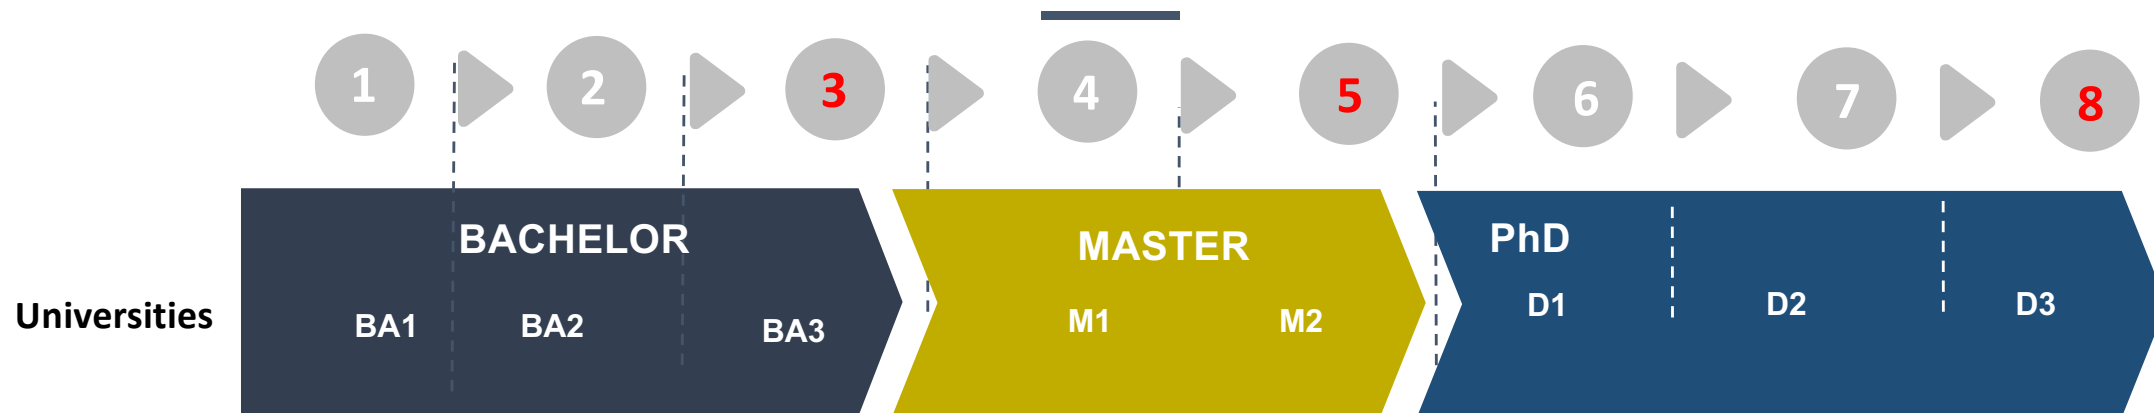 1 2 3 4 5 6 7 8
BACHELOR MASTER PhD
Universities BA1 BA2 BA3 M1 M2 D1 D2 D3